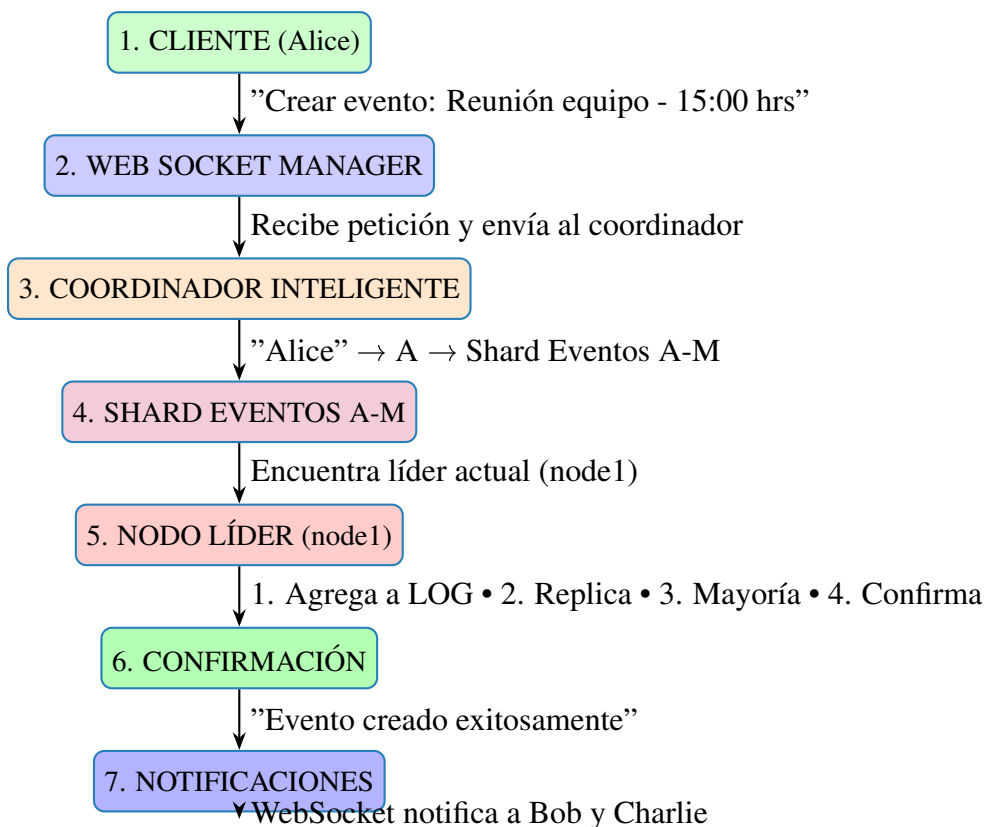 1. CLIENTE (Alice)
”Crear evento: Reunión equipo - 15:00 hrs”
2. WEB SOCKET MANAGER
Recibe petición y envía al coordinador
3. COORDINADOR INTELIGENTE
”Alice” → A → Shard Eventos A-M
4. SHARD EVENTOS A-M
Encuentra líder actual (node1)
5. NODO LÍDER (node1)
1. Agrega a LOG • 2. Replica • 3. Mayoría • 4. Confirma
6. CONFIRMACIÓN
”Evento creado exitosamente”
7. NOTIFICACIONES
WebSocket notifica a Bob y Charlie